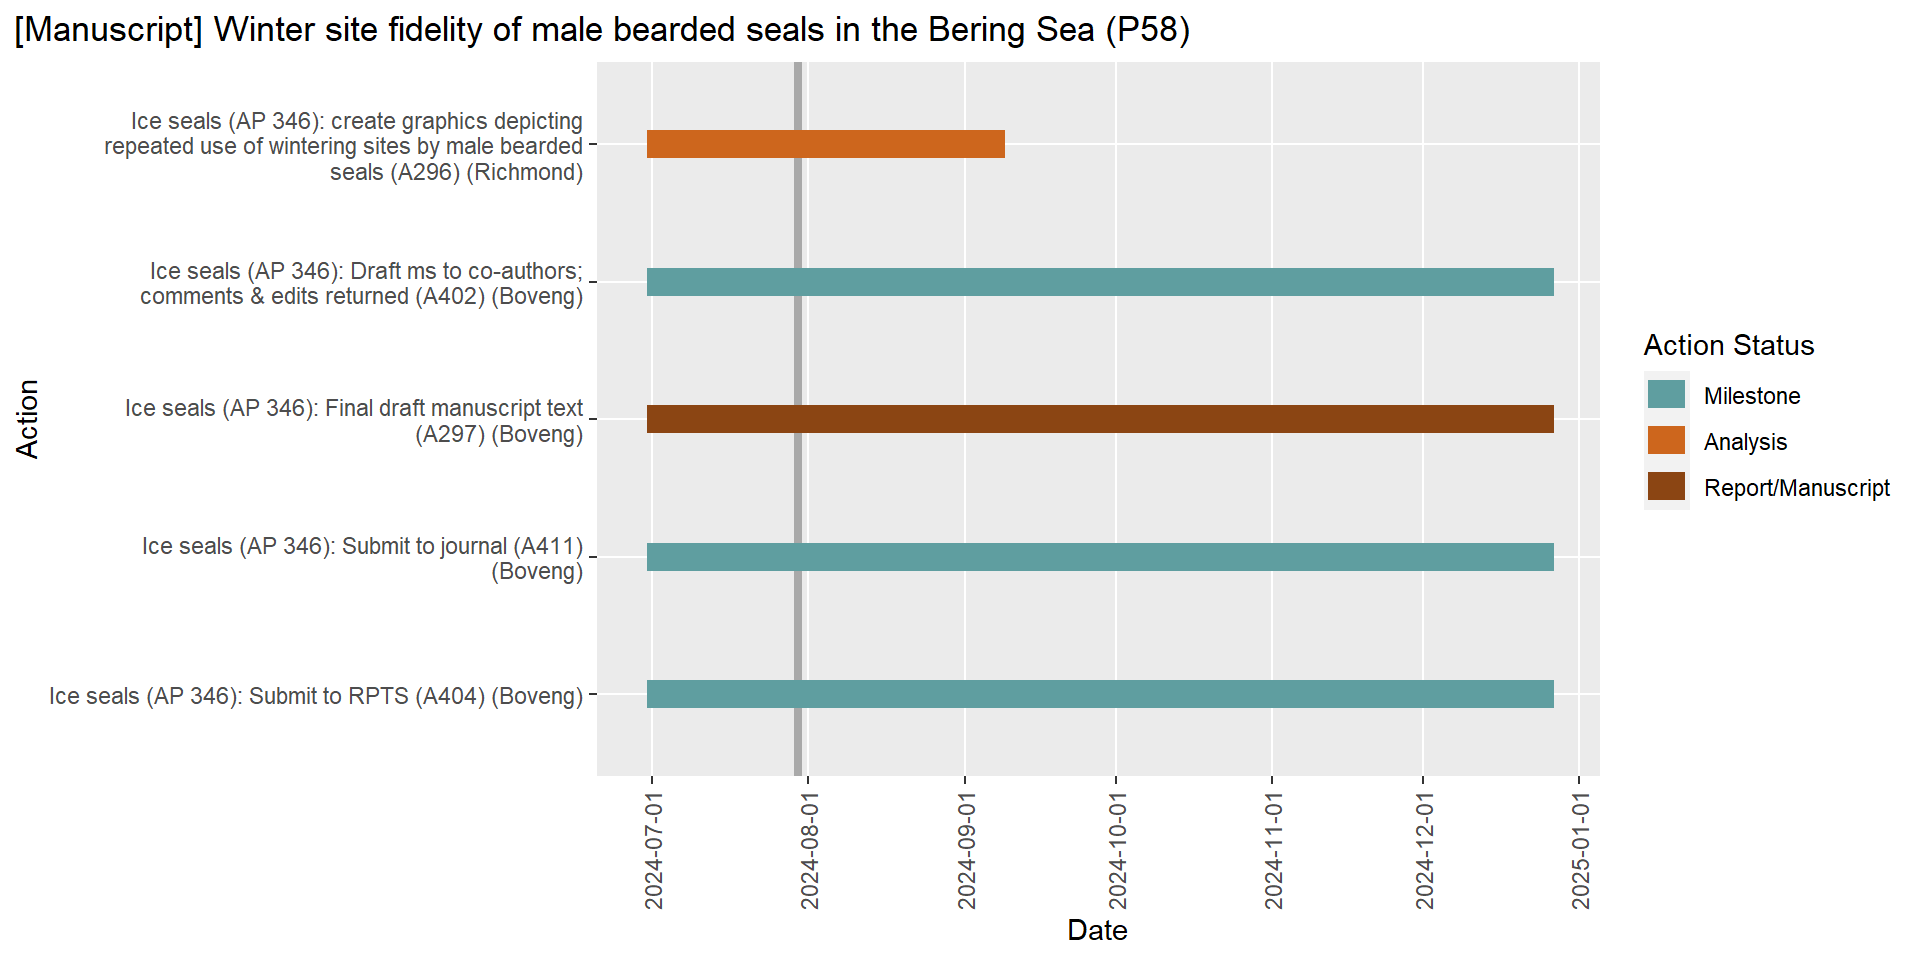 [Manuscript] Winter site fidelity of male bearded seals in the Bering Sea (P58)
Ice seals (AP 346): create graphics depicting
repeated use of wintering sites by male bearded
seals (A296) (Richmond)
Ice seals (AP 346): Draft ms to co-authors;
comments & edits returned (A402) (Boveng)
Ice seals (AP 346): Final draft manuscript text
(A297) (Boveng)
Ice seals (AP 346): Submit to journal (A411)
(Boveng)
Ice seals (AP 346): Submit to RPTS (A404) (Boveng)
Action
2024-07-01
2024-08-01
2024-09-01
2024-10-01
2024-11-01
2024-12-01
2025-01-01
Date
Action Status
Milestone
Analysis
Report/Manuscript